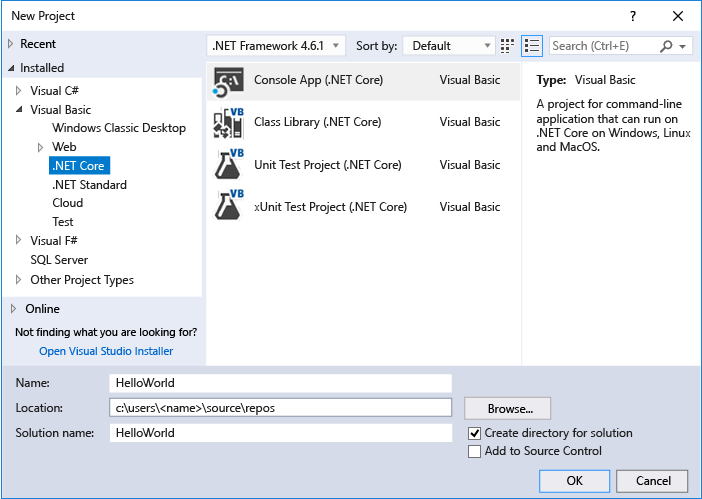 New Project
?
Recent
.NET Framework 4.6.1
Sort by:
Default
Search (Ctrl+E)
Installed
Visual C#
Visual Basic
Windows Classic Desktop
Web
.NET Core
.NET Standard
Cloud
Test
Visual F#
SQL Server
Other Project Types
Online
Not finding what you are looking for?
Open Visual Studio Installer
C:\
Console App (.NET Core) Visual Basic
VB
Class Library (.NET Core) Visual Basic
VB
Unit Test Project (.NET Core) Visual Basic
VB
xUnit Test Project (.NET Core) Visual Basic
Type: Visual Basic
A project for command-line
application that can run on
.NET Core on Windows, Linux
and MacOS.
Name: HelloWorld
Location: c:\users\<name>\source\repos
Browse...
Solution name: HelloWorld
Create directory for solution
Add to Source Control
OK
Cancel